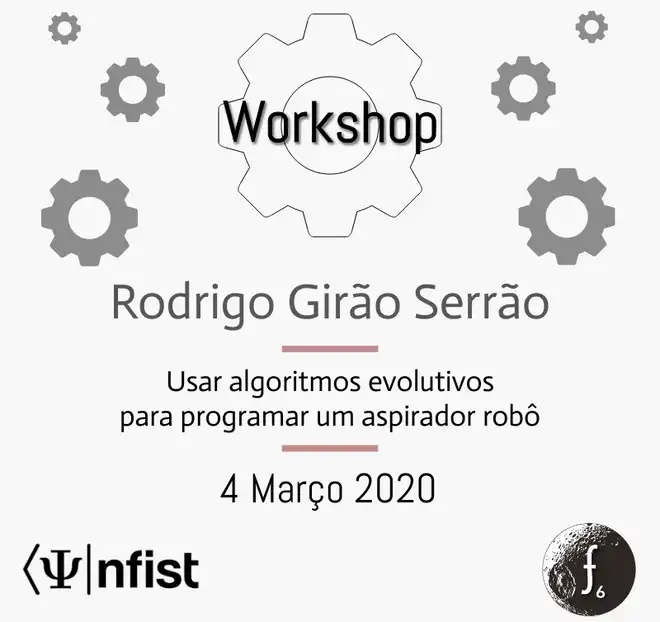 Workshop
Rodrigo Girão Serrão
Usar algoritmos evolutivos
para programar um aspirador robô
4 Março 2020
⟨Ψ|nfist
f6